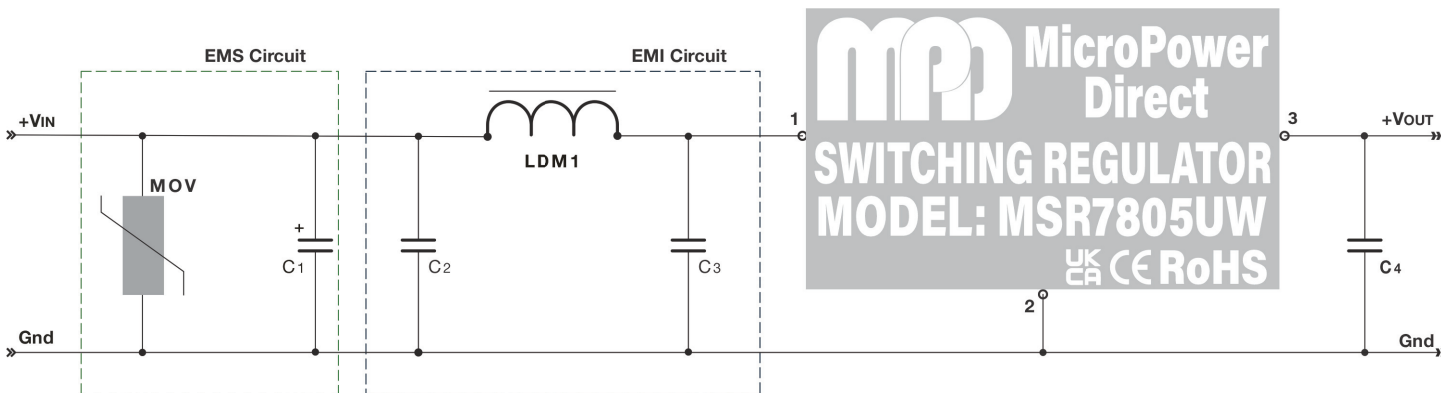 EMS Circuit
EMI Circuit
MPD
MicroPower
Direct
+VIN
1
3
+VOUT
LDM1
SWITCHING REGULATOR
MOV
MODEL: MSR7805UW
+
C1
C2
C3
UK
CA CE RoHS
C4
2
Gnd
Gnd